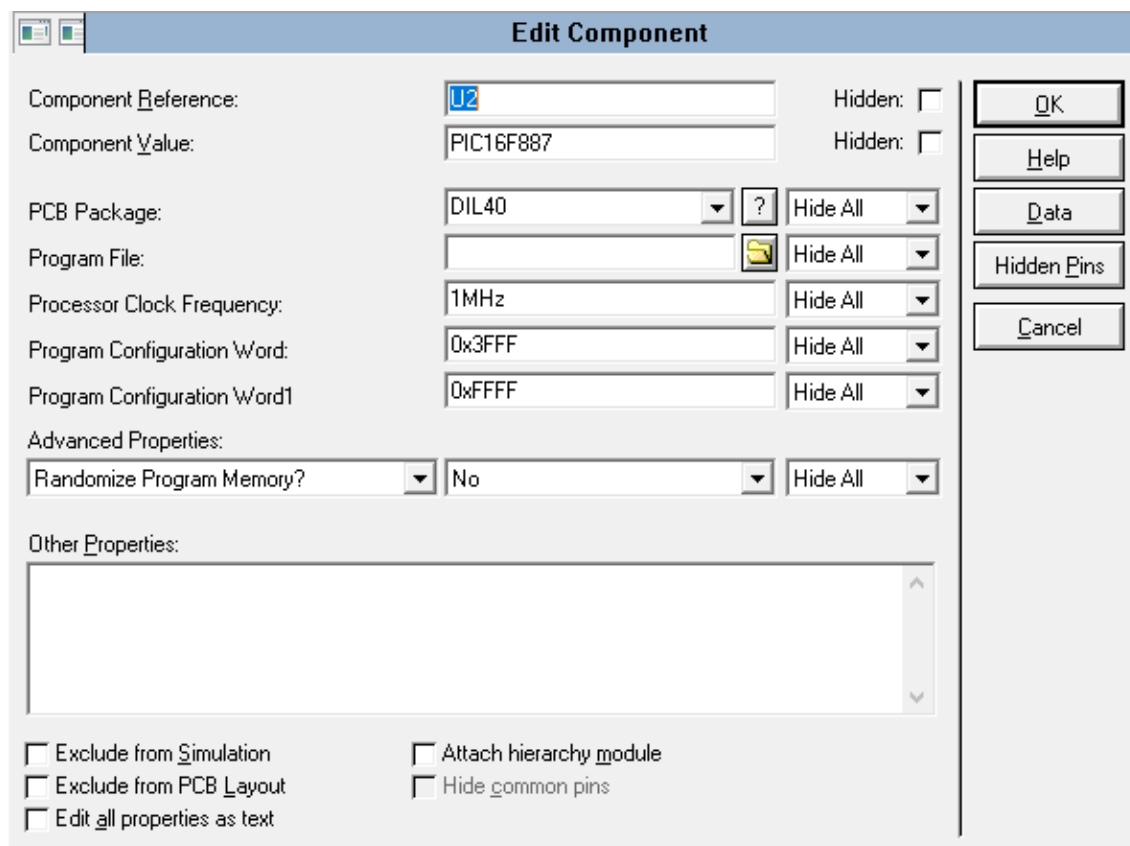 Edit Component
Component Reference: U2 Hidden: OK
Component Value: PIC16F887 Hidden: Help
PCB Package: DIL40 ? Hide All Data
Program File: Hide All Hidden Pins
Processor Clock Frequency: 1MHz Hide All
Cancel
Program Configuration Word: 0x3FFF Hide All
Program Configuration Word1 0xFFFF Hide All
Advanced Properties:
Randomize Program Memory? No Hide All
Other Properties:
Exclude from Simulation Attach hierarchy module
Exclude from PCB Layout Hide common pins
Edit all properties as text